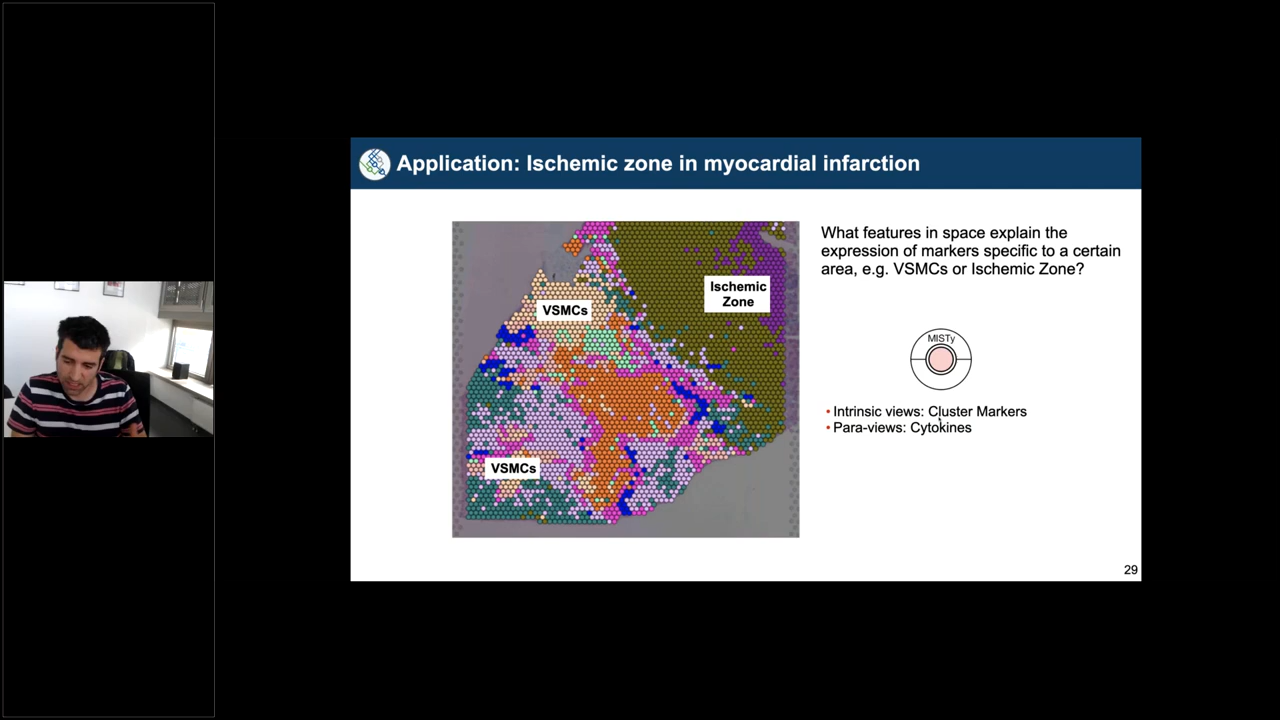 Application: Ischemic zone in myocardial infarction
What features in space explain the
expression of markers specific to a certain
area, e.g. VSMCs or Ischemic Zone?
Ischemic
Zone
VSMCs
MISTy
• Intrinsic views: Cluster Markers
• Para-views: Cytokines
VSMCs
29